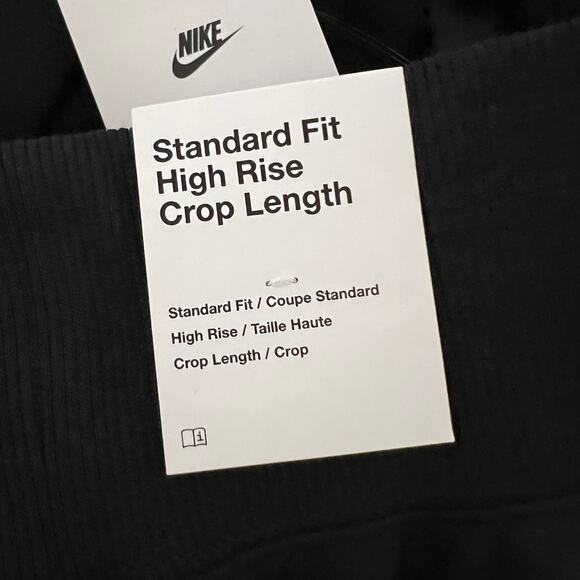 NIKE
Standard Fit
High Rise
Crop Length
Standard Fit / Coupe Standard
High Rise / Taille Haute
Crop Length / Crop
i